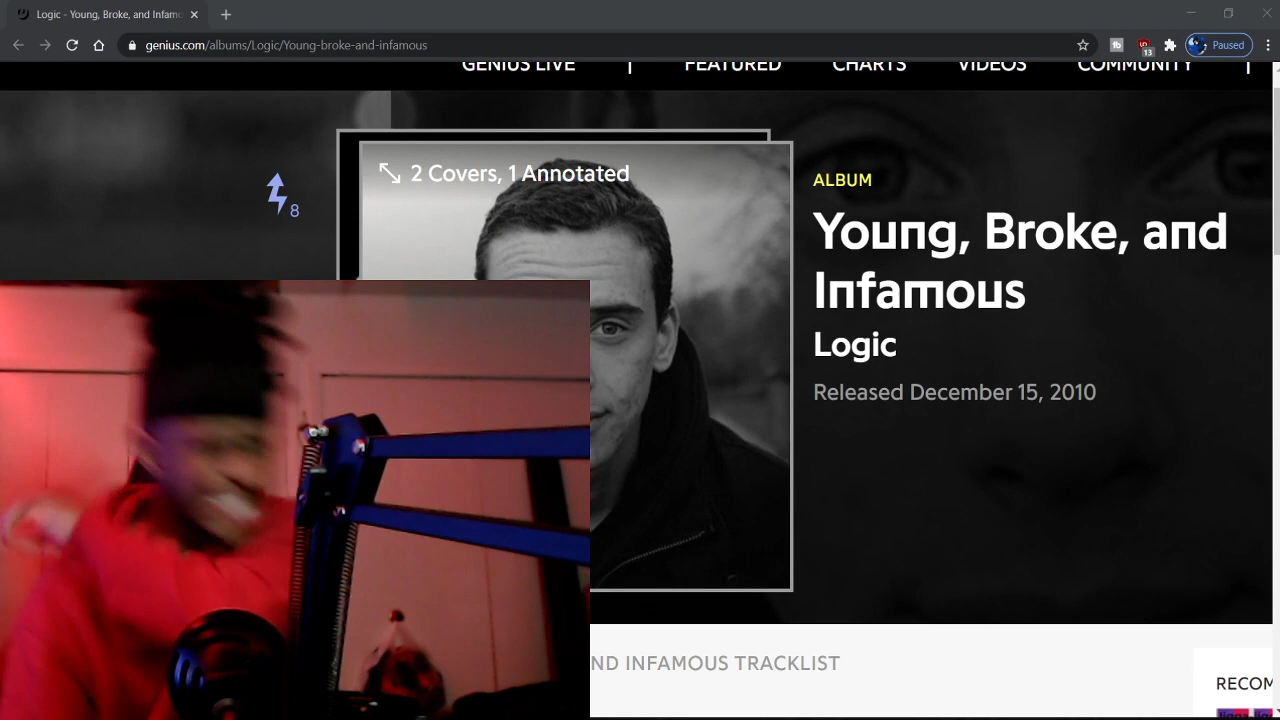 Logic - Young, Broke, and Infamo
genius.com/albums/Logic/Young-broke-and-infamous
13
Paused
GENIUS LIVE | FEATURED CHARTS VIDEOS COMMUNITY |
8
2 Covers, 1 Annotated
ALBUM
Young, Broke, and
Infamous
Logic
Released December 15, 2010
ND INFAMOUS TRACKLIST
RECOM